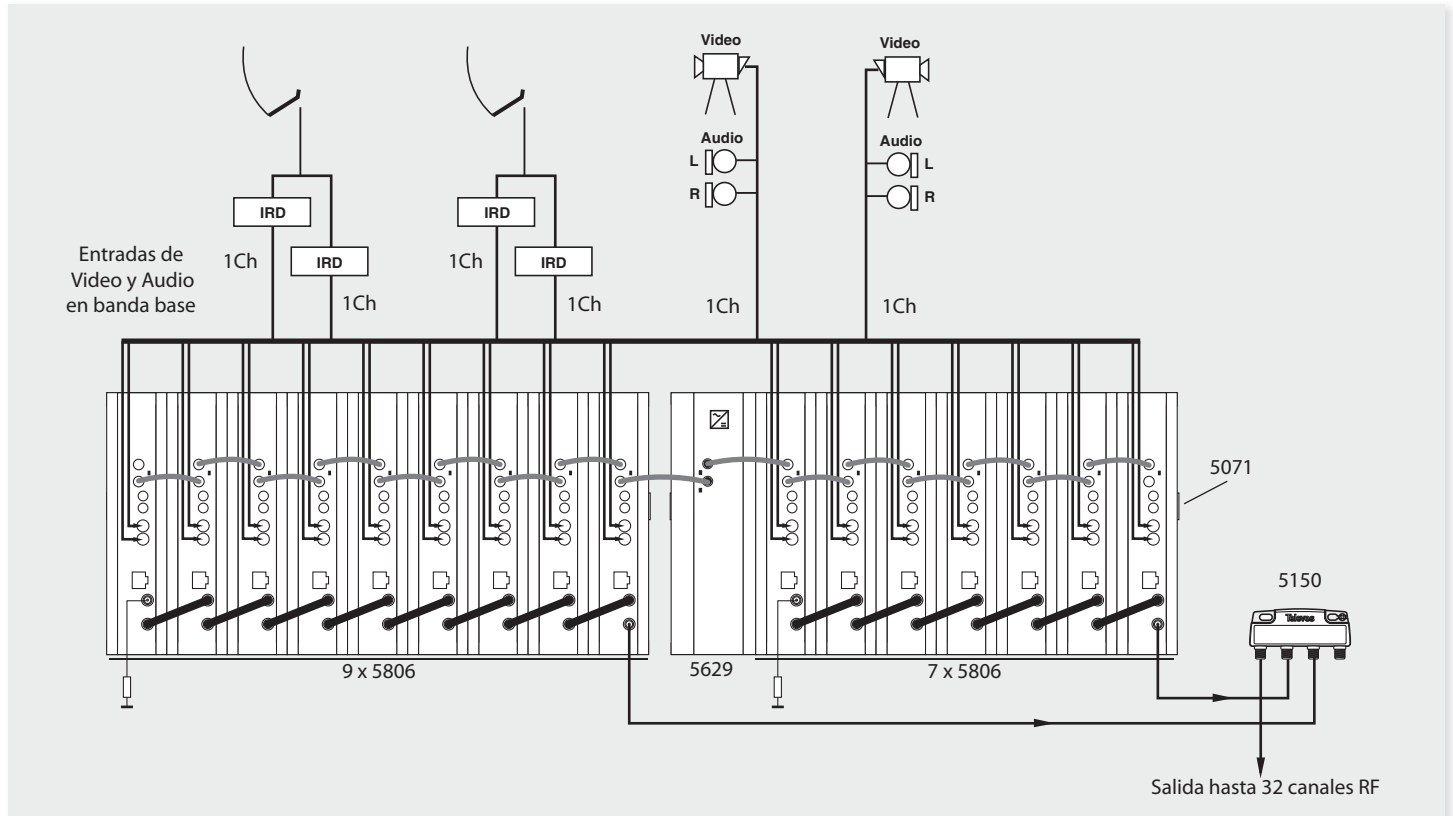 Video
Video
Audio
L
R
Audio
L
R
IRD
IRD
IRD
IRD
Entradas de
Video y Audio
en banda base
1Ch
1Ch
1Ch
1Ch
1Ch
1Ch
5071
5150
Televes
9 x 5806
5629
7 x 5806
Salida hasta 32 canales RF